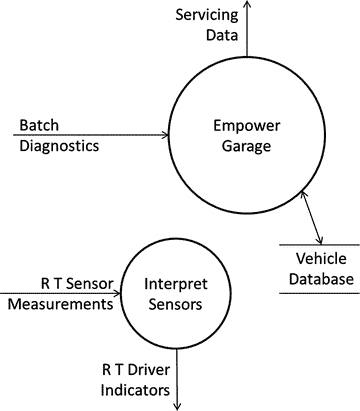 Servicing
Data
Batch
Diagnostics
Empower
Garage
Vehicle
Database
R T Sensor
Measurements
Interpret
Sensors
R T Driver
Indicators